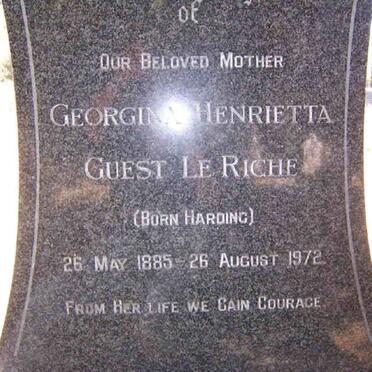 of
Our Beloved Mother
Georgina Henrietta
Guest Le Riche
(Born Harding)
26 May 1885 - 26 August 1972
From Her Life We Gain Courage